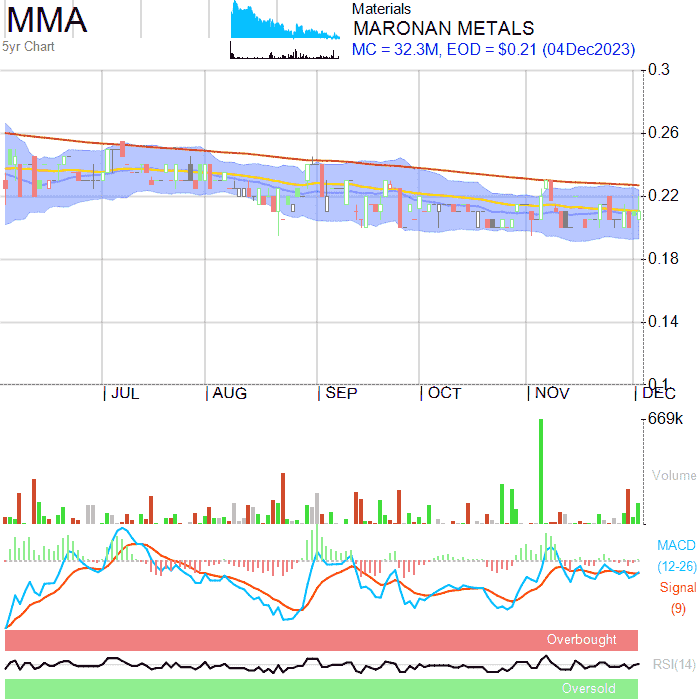 MMA
5yr Chart
Materials
MARONAN METALS
MC = 32.3M, EOD = $0.21 (04Dec2023)
0.3
0.26
0.22
0.18
0.14
0.1
JUL AUG SEP OCT NOV DEC
669k
Volume
MACD
(12-26)
Signal
(9)
Overbought
RSI(14)
Oversold